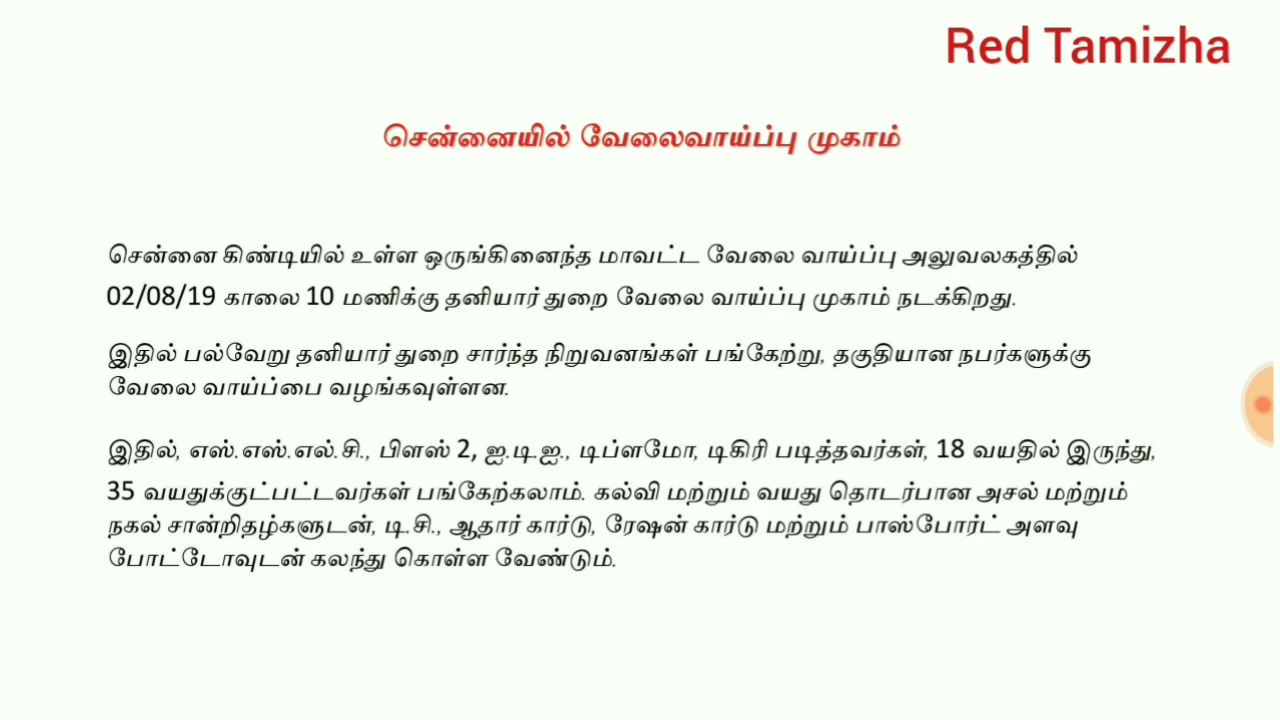 Red Tamizha
சென்னையில் வேலைவாய்ப்பு முகாம்
சென்னை கிண்டியில் உள்ள ஒருங்கினைந்த மாவட்ட வேலை வாய்ப்பு அலுவலகத்தில்
02/08/19 காலை 10 மணிக்கு தனியார் துறை வேலை வாய்ப்பு முகாம் நடக்கிறது.
இதில் பல்வேறு தனியார் துறை சார்ந்த நிறுவனங்கள் பங்கேற்று, தகுதியான நபர்களுக்கு
வேலை வாய்ப்பை வழங்கவுள்ளன.
இதில், எஸ்.எஸ்.எல்.சி., பிளஸ் 2, ஐ.டி.ஐ., டிப்ளமோ, டிகிரி படித்தவர்கள், 18 வயதில் இருந்து,
35 வயதுக்குட்பட்டவர்கள் பங்கேற்கலாம். கல்வி மற்றும் வயது தொடர்பான அசல் மற்றும்
நகல் சான்றிதழ்களுடன், டி.சி., ஆதார் கார்டு, ரேஷன் கார்டு மற்றும் பாஸ்போர்ட் அளவு
போட்டோவுடன் கலந்து கொள்ள வேண்டும்.